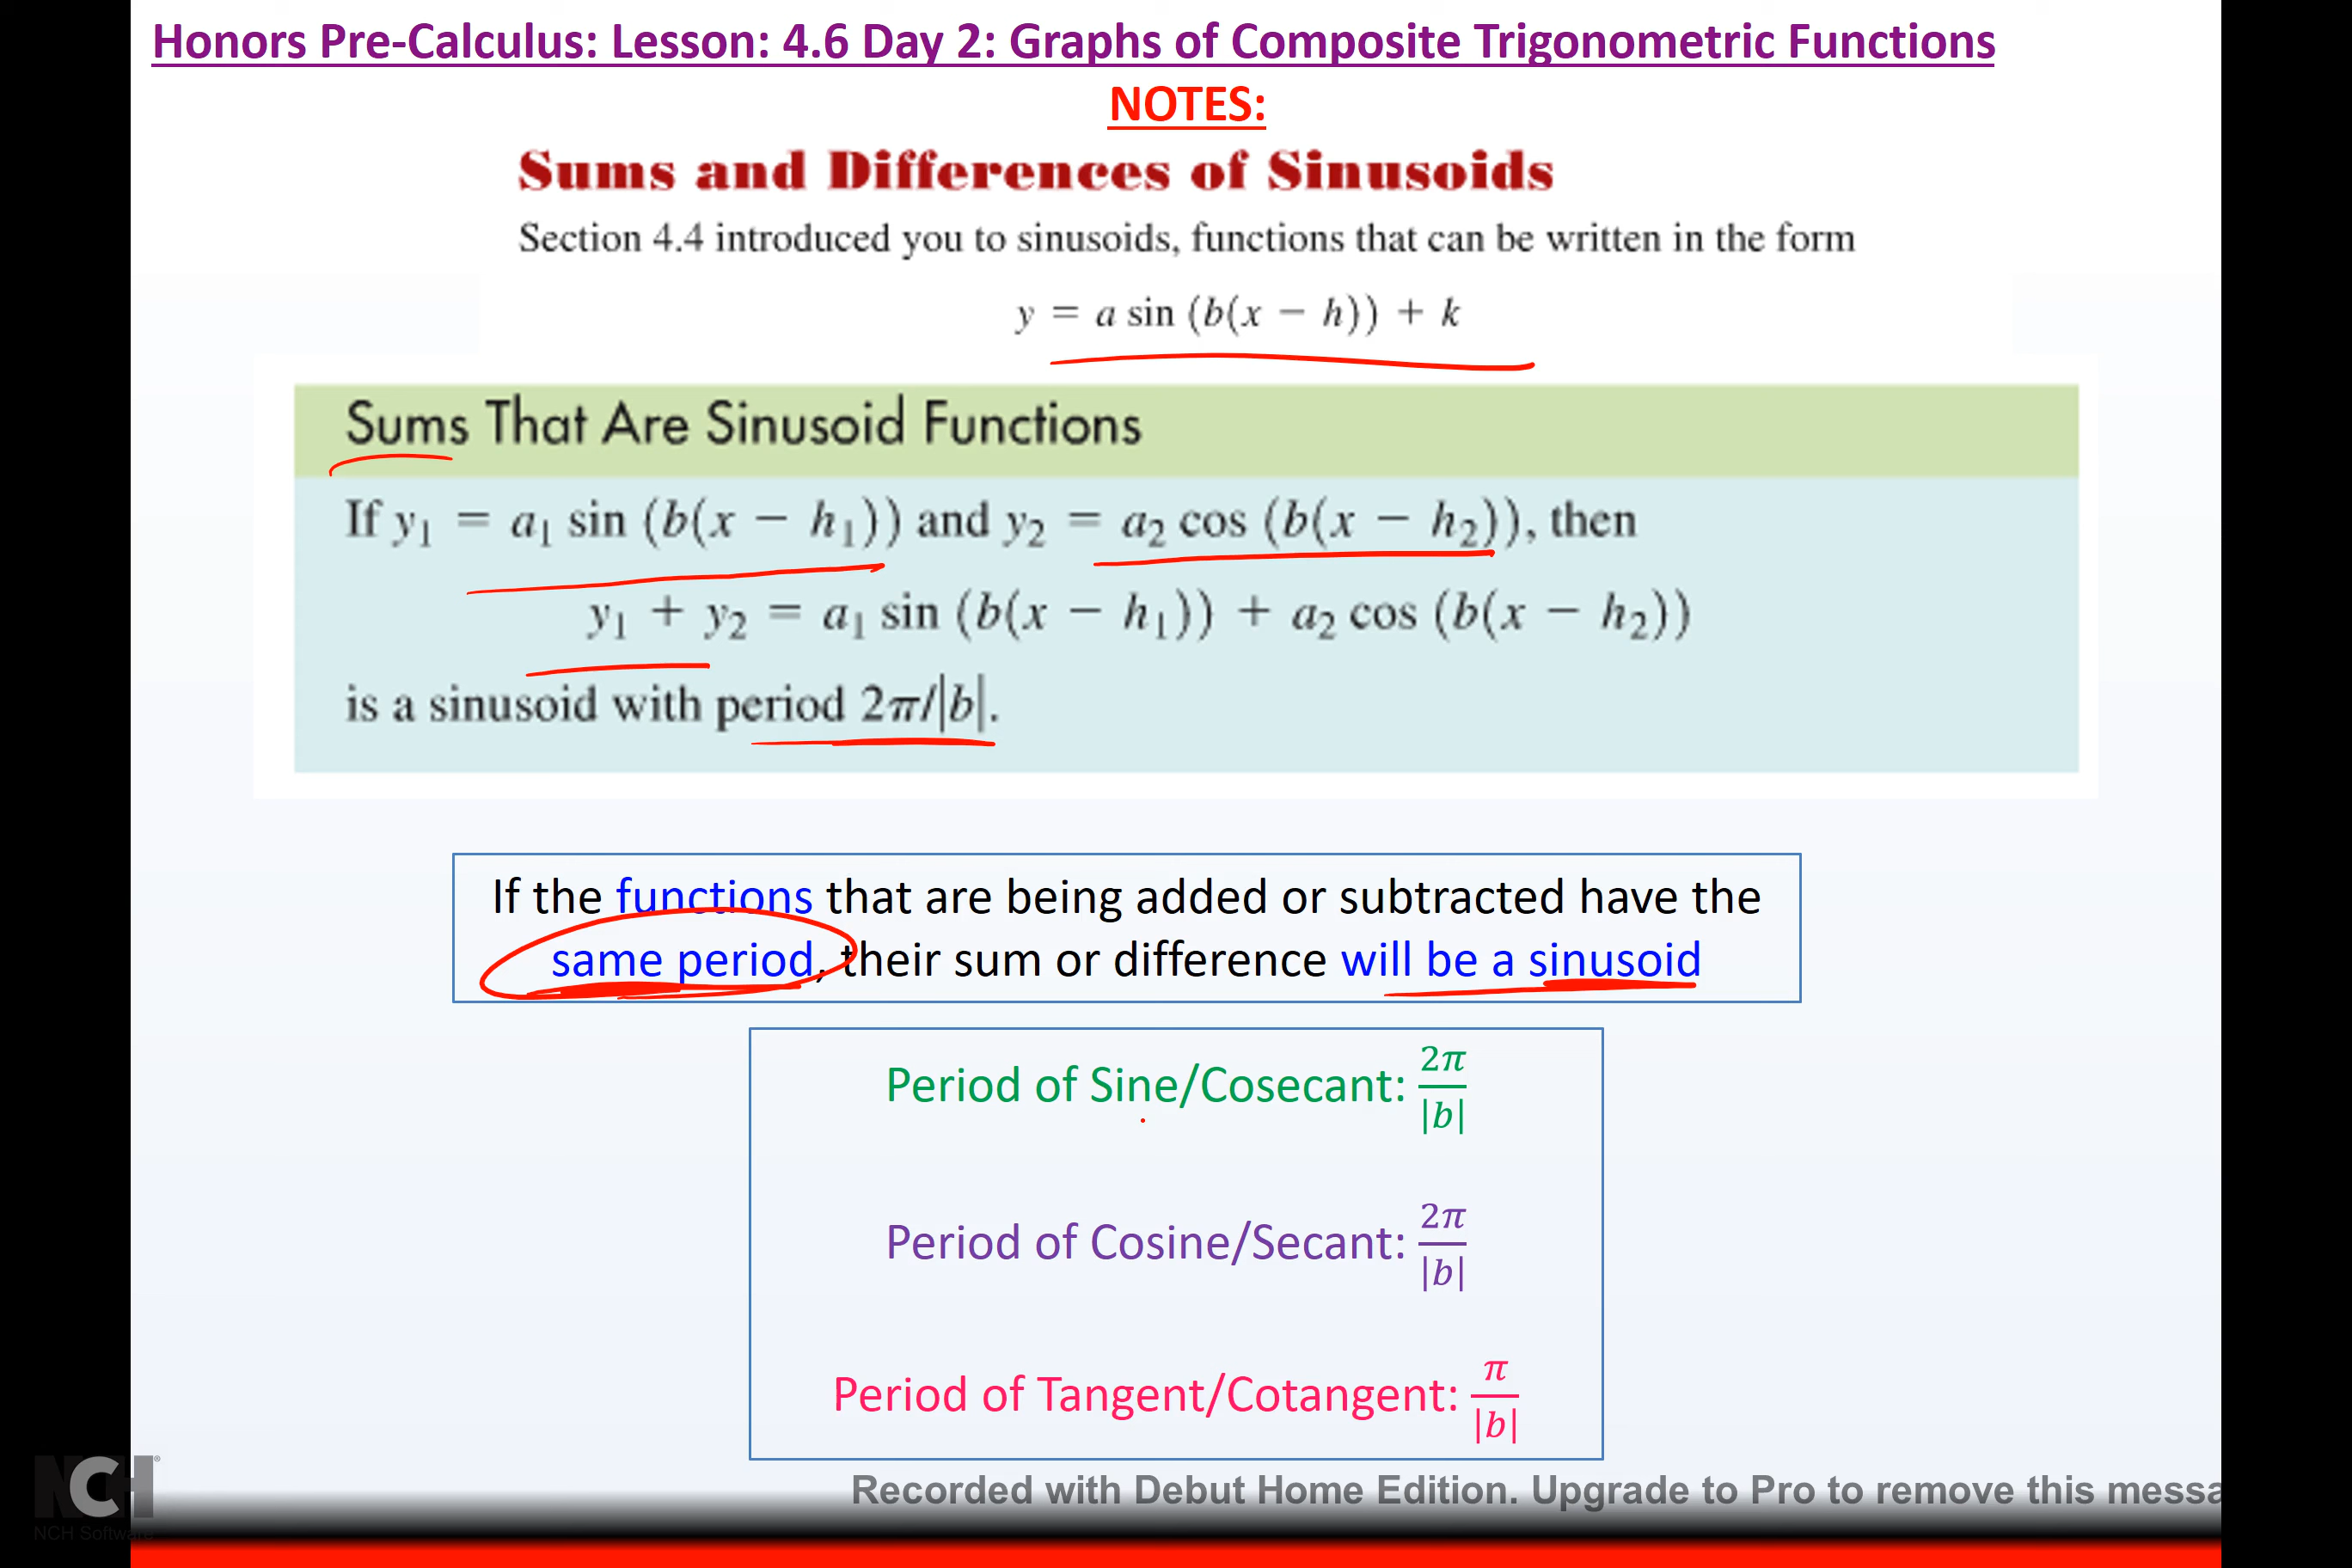 Honors Pre-Calculus: Lesson: 4.6 Day 2: Graphs of Composite Trigonometric Functions
NOTES:
Sums and Differences of Sinusoids
Section 4.4 introduced you to sinusoids, functions that can be written in the form
y = a sin (b(x − h)) + k
Sums That Are Sinusoid Functions
If y₁ = a₁ sin (b(x − h₁)) and y₂ = a₂ cos (b(x − h₂)), then
y₁ + y₂ = a₁ sin (b(x − h₁)) + a₂ cos (b(x − h₂))
is a sinusoid with period 2π/|b|.
If the functions that are being added or subtracted have the
same period, their sum or difference will be a sinusoid
Period of Sine/Cosecant: 2π/|b|
Period of Cosine/Secant: 2π/|b|
Period of Tangent/Cotangent: π/|b|
NCH®
Recorded with Debut Home Edition. Upgrade to Pro to remove this messa
NCH Software